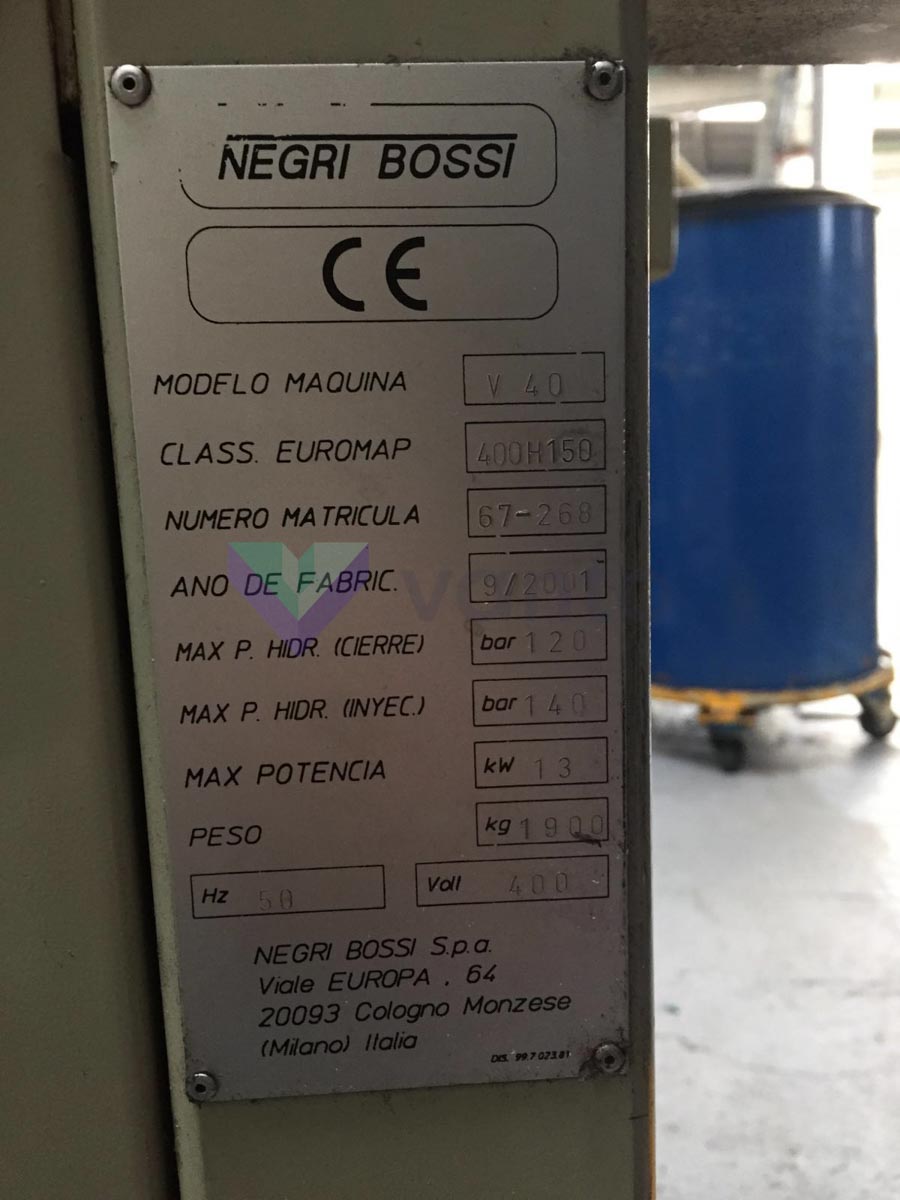 NEGRI BOSSI
CE
MODELO MAQUINA V 40
CLASS. EUROMAP 400H150
NUMERO MATRICULA 67-268
ANO DE FABRIC. 9/2001
MAX P. HIDR. (CIERRE) bar 120
MAX P. HIDR. (INYEC.) bar 140
MAX POTENCIA kW 13
PESO kg 1900
Hz 50 Voll 400
NEGRI BOSSI S.p.a.
Viale EUROPA . 64
20093 Cologno Monzese
(Milano) Italia
DIS. 99.7.023.81